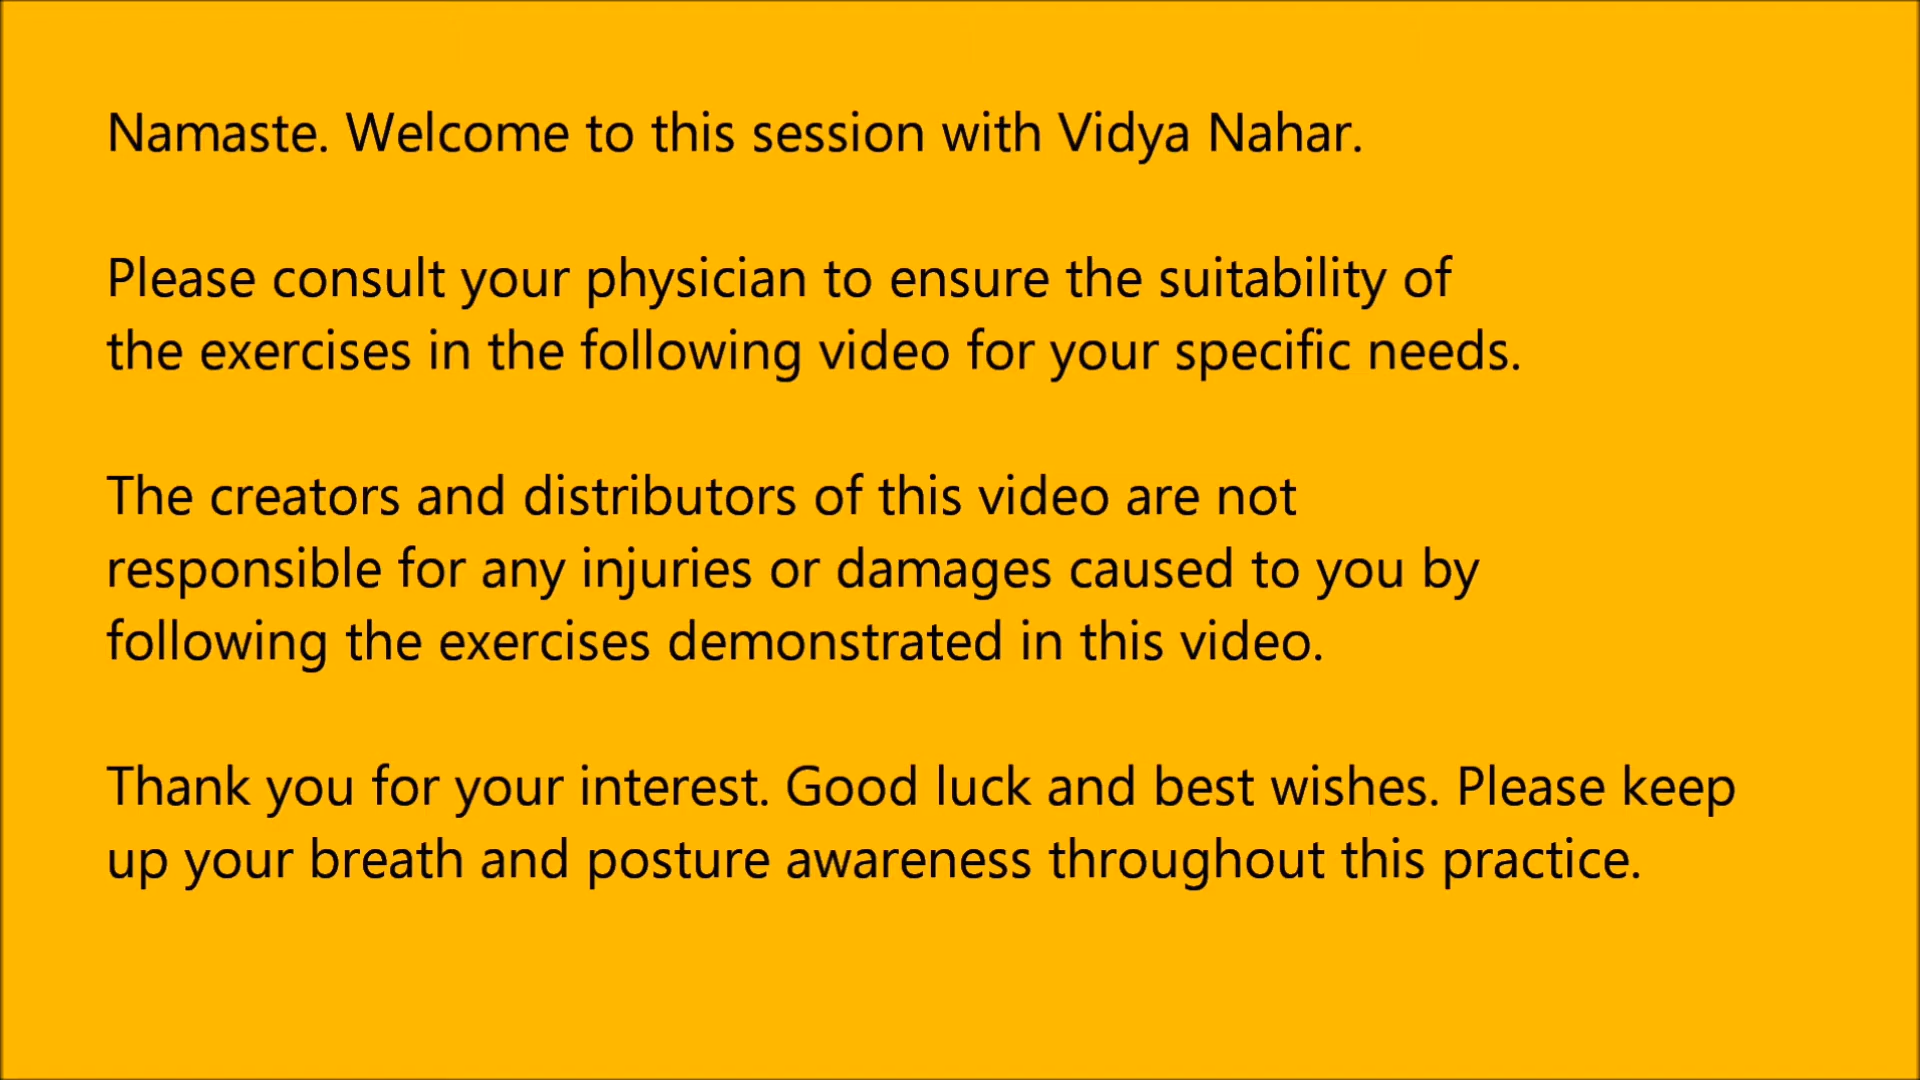 Namaste. Welcome to this session with Vidya Nahar.
Please consult your physician to ensure the suitability of
the exercises in the following video for your specific needs.
The creators and distributors of this video are not
responsible for any injuries or damages caused to you by
following the exercises demonstrated in this video.
Thank you for your interest. Good luck and best wishes. Please keep
up your breath and posture awareness throughout this practice.